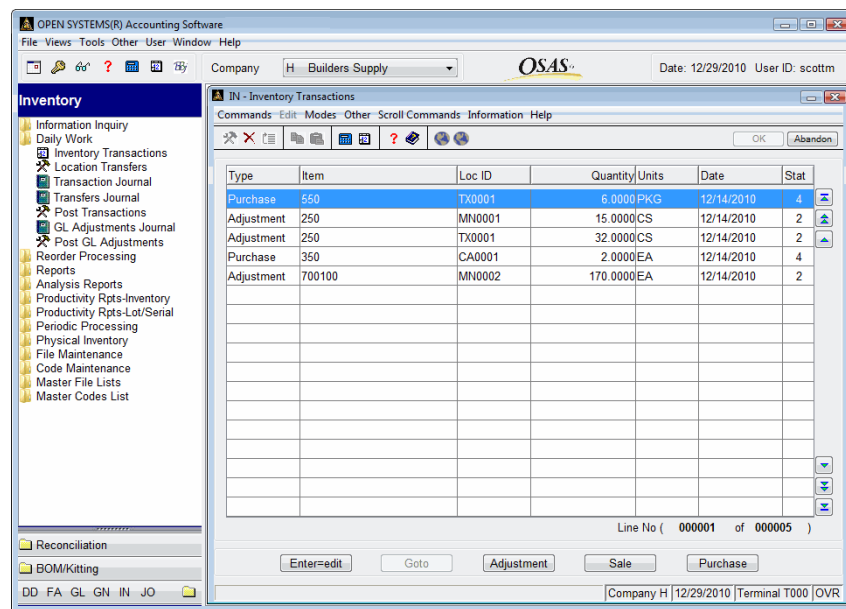 OPEN SYSTEMS(R) Accounting Software
File Views Tools Other User Window Help
Company H Builders Supply OSAS Date: 12/29/2010 User ID: scottm
Inventory
Information Inquiry
Daily Work
Inventory Transactions
Location Transfers
Transaction Journal
Transfers Journal
Post Transactions
GL Adjustments Journal
Post GL Adjustments
Reorder Processing
Reports
Analysis Reports
Productivity Rpts-Inventory
Productivity Rpts-Lot/Serial
Periodic Processing
Physical Inventory
File Maintenance
Code Maintenance
Master File Lists
Master Codes List
Reconciliation
BOM/Kitting
DD FA GL GN IN JO
IN - Inventory Transactions
Commands Edit Modes Other Scroll Commands Information Help
OK Abandon
Type Item Loc ID Quantity Units Date Stat
Purchase 550 TX0001 6.0000 PKG 12/14/2010 4
Adjustment 250 MN0001 15.0000 CS 12/14/2010 2
Adjustment 250 TX0001 32.0000 CS 12/14/2010 2
Purchase 350 CA0001 2.0000 EA 12/14/2010 4
Adjustment 700100 MN0002 170.0000 EA 12/14/2010 2
Line No ( 000001 of 000005 )
Enter=edit Goto Adjustment Sale Purchase
Company H 12/29/2010 Terminal T000 OVR